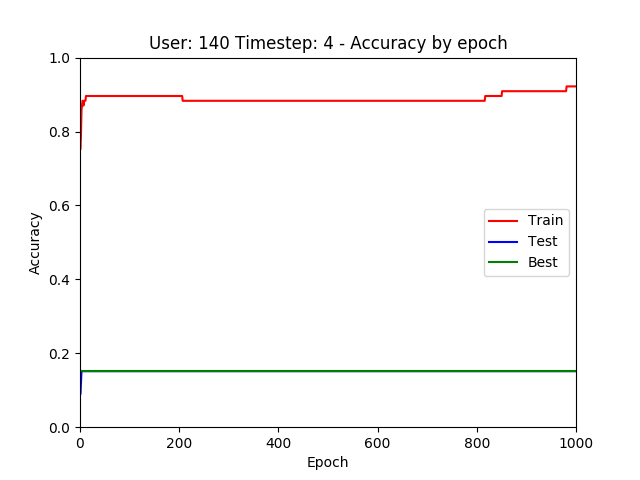 User: 140 Timestep: 4 - Accuracy by epoch
1.0
0.8
0.6
0.4
0.2
0.0
Accuracy
Train
Test
Best
0 200 400 600 800 1000
Epoch